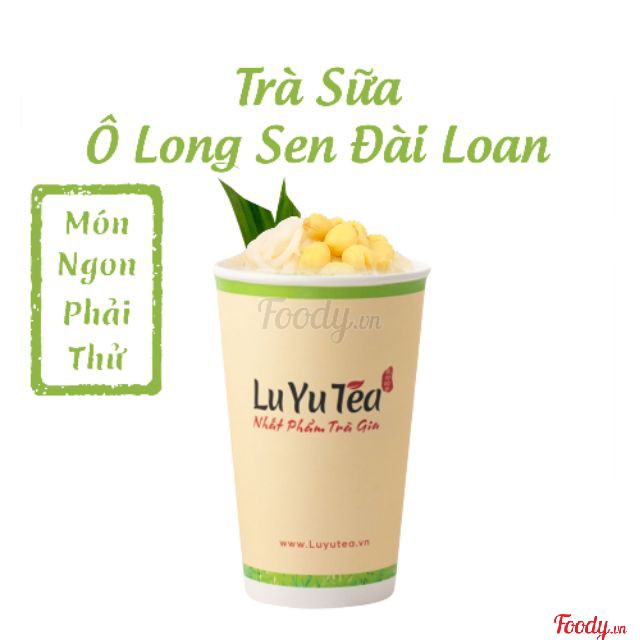 Trà Sữa
Ô Long Sen Đài Loan
Món
Ngon
Phải
Thử
Foody.vn
Lu Yu Tea
Nhất Phẩm Trà Gia
www.Luyutea.vn
Foody.vn